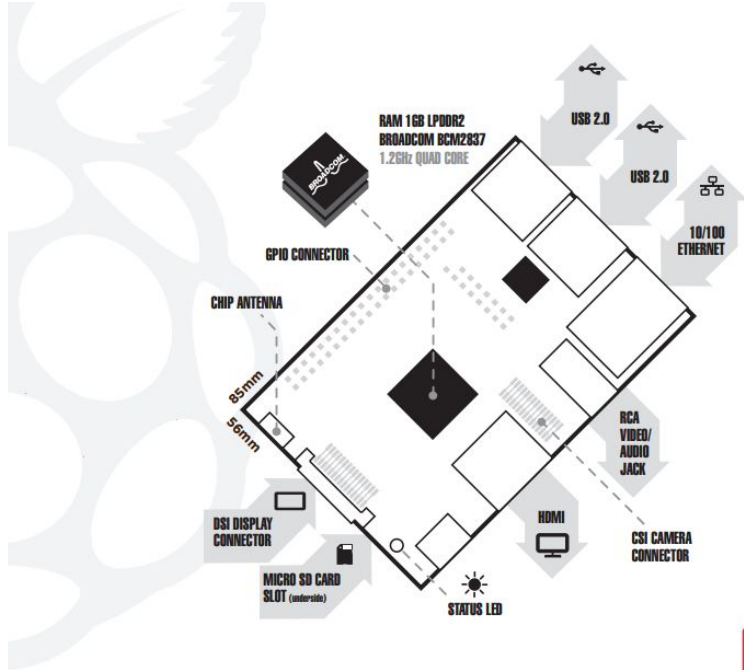 USB 2.0
RAM 1GB LPDDR2
BROADCOM BCM2837
1.2GHz QUAD CORE
BROADCOM
USB 2.0
10/100
ETHERNET
GPIO CONNECTOR
CHIP ANTENNA
85mm
56mm
RCA
VIDEO/
AUDIO
JACK
DSI DISPLAY
CONNECTOR
HDMI
CSI CAMERA
CONNECTOR
MICRO SD CARD
SLOT (underside)
STATUS LED